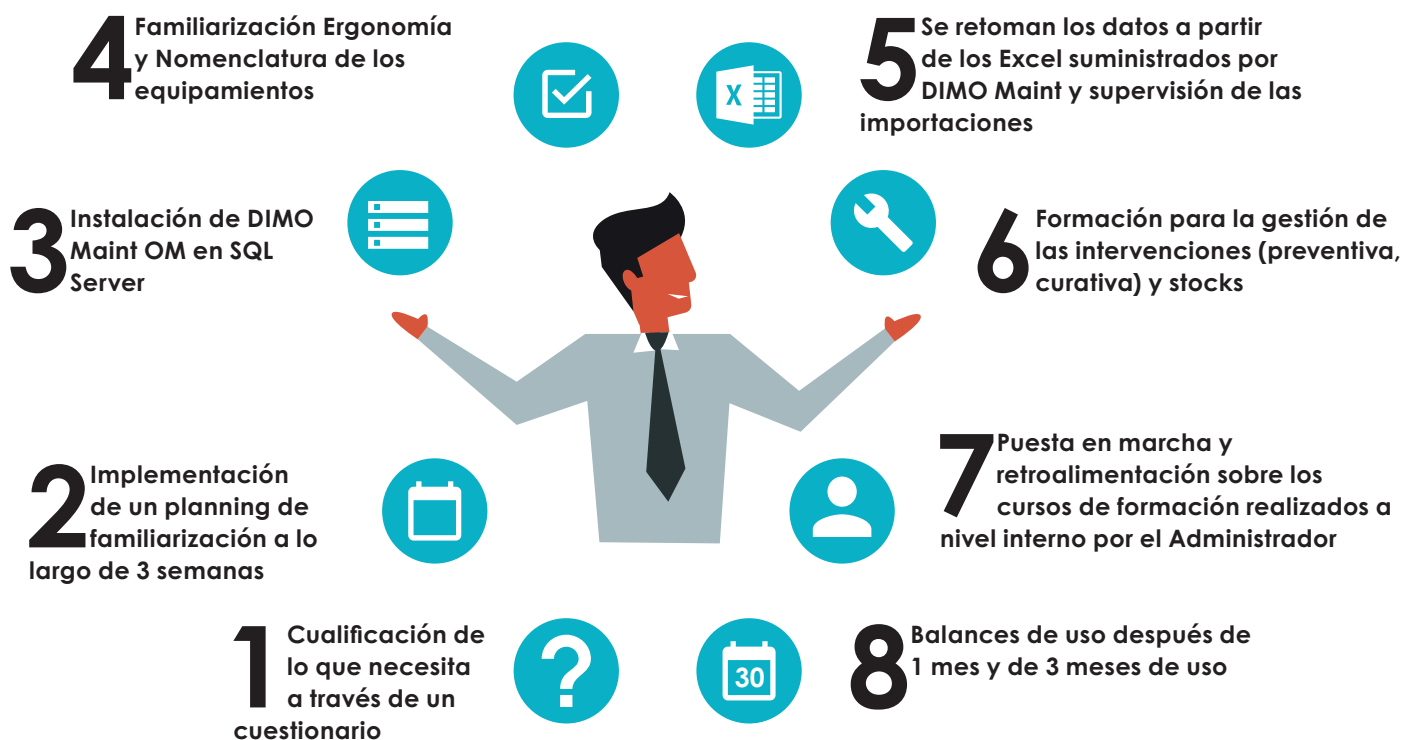 4 Familiarización Ergonomía
y Nomenclatura de los
equipamientos
5 Se retoman los datos a partir
de los Excel suministrados por
DIMO Maint y supervisión de las
importaciones
X
3 Instalación de DIMO
Maint OM en SQL
Server
6 Formación para la gestión de
las intervenciones (preventiva,
curativa) y stocks
2 Implementación
de un planning de
familiarización a lo
largo de 3 semanas
7 Puesta en marcha y
retroalimentación sobre los
cursos de formación realizados a
nivel interno por el Administrador
1 Cualificación de
lo que necesita
a través de un
cuestionario
?
30
8 Balances de uso después de
1 mes y de 3 meses de uso